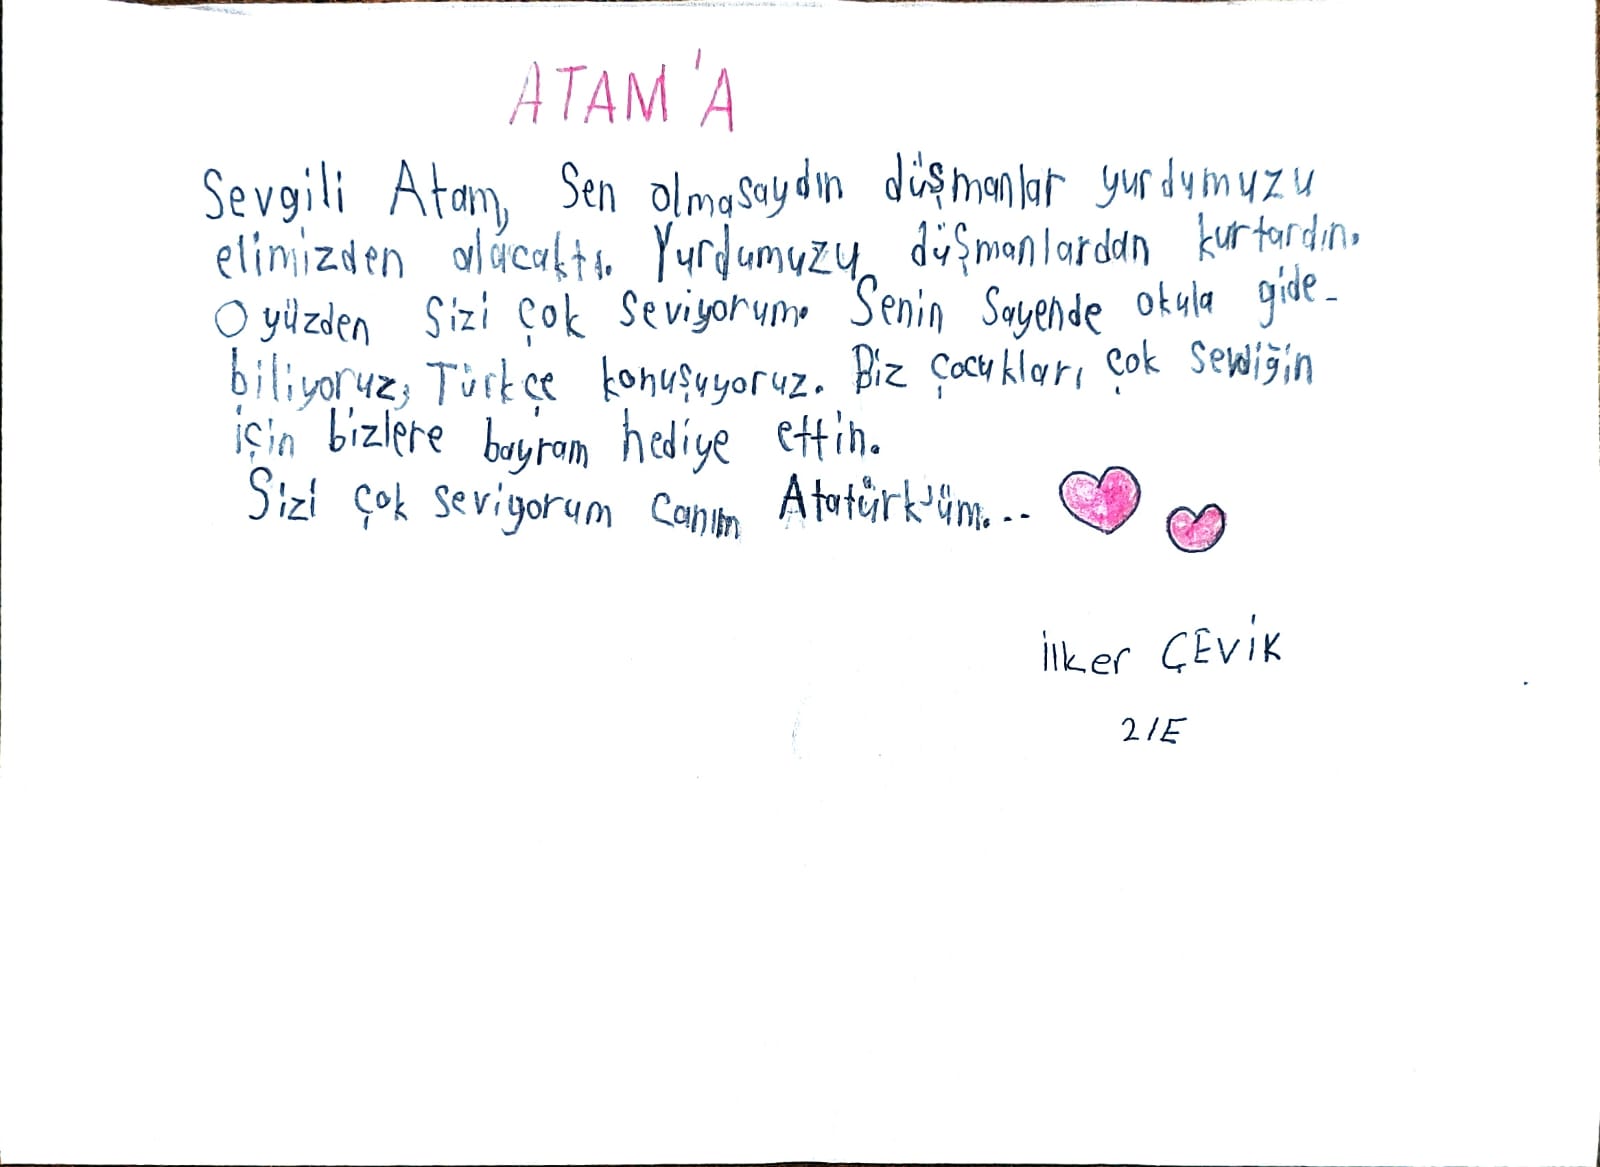 ATAM'A
Sevgili Atam, Sen olmasaydın düşmanlar yurdumuzu
elimizden alacaktı. Yurdumuzu düşmanlardan kurtardın.
O yüzden Sizi çok Seviyorum. Senin Sayende okula gide-
biliyoruz, Türkçe konuşuyoruz. Biz çocukları çok sevdiğin
için bizlere bayram hediye ettin.
Sizi çok seviyorum canım Atatürk'üm...
İlker ÇEVİK
2/E